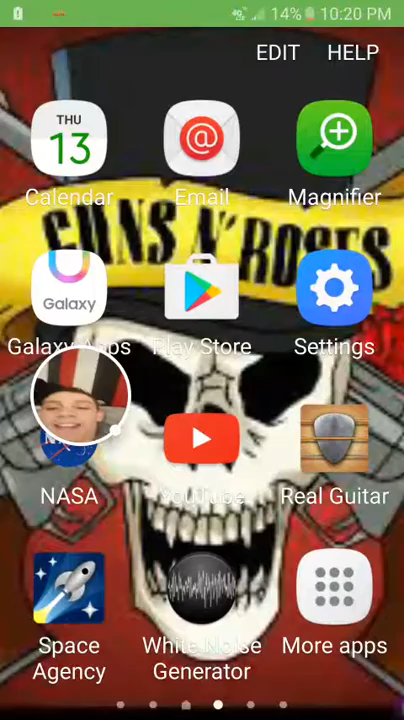 14% 10:20 PM
EDIT HELP
THU
13
Calendar Email Magnifier
GUNS N' ROSES
Galaxy
Galaxy Apps Play Store Settings
NASA YouTube Real Guitar
Space Agency
White Noise Generator
More apps